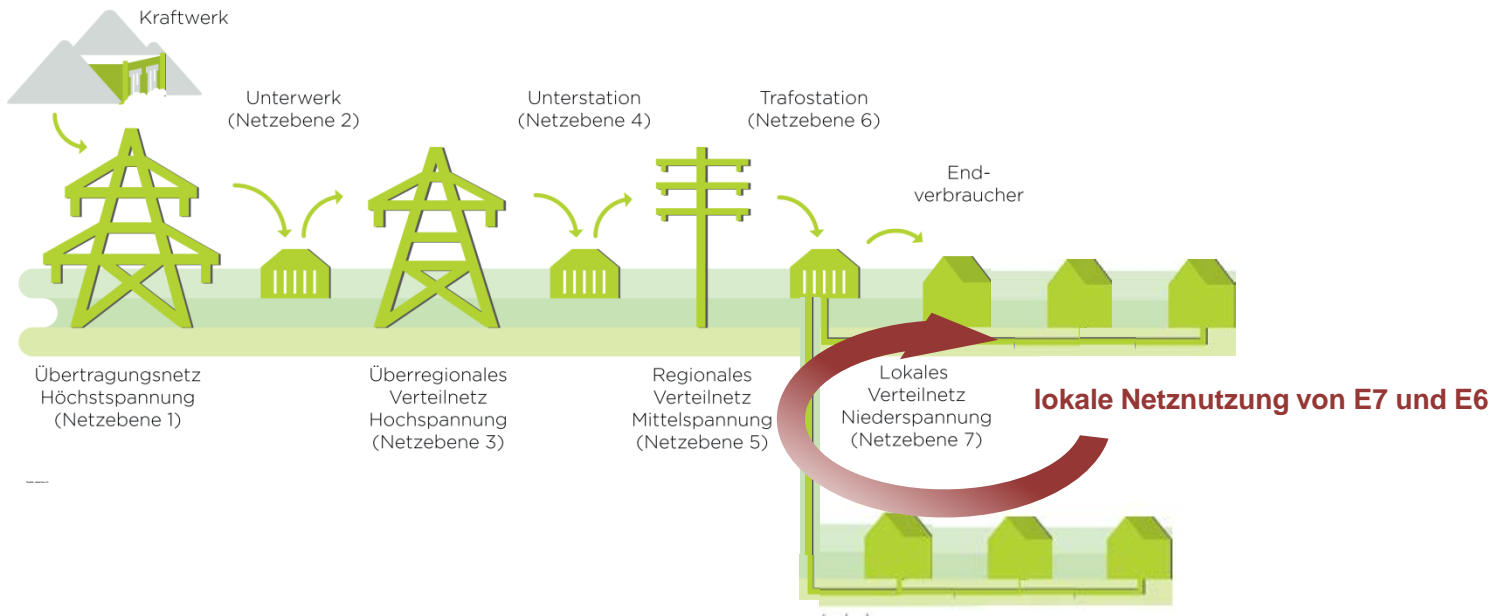 Kraftwerk
Unterwerk
(Netzebene 2)
Unterstation
(Netzebene 4)
Trafostation
(Netzebene 6)
End-
verbraucher
Übertragungsnetz
Höchstspannung
(Netzebene 1)
Überregionales
Verteilnetz
Hochspannung
(Netzebene 3)
Regionales
Verteilnetz
Mittelspannung
(Netzebene 5)
Lokales
Verteilnetz
Niederspannung
(Netzebene 7)
lokale Netznutzung von E7 und E6